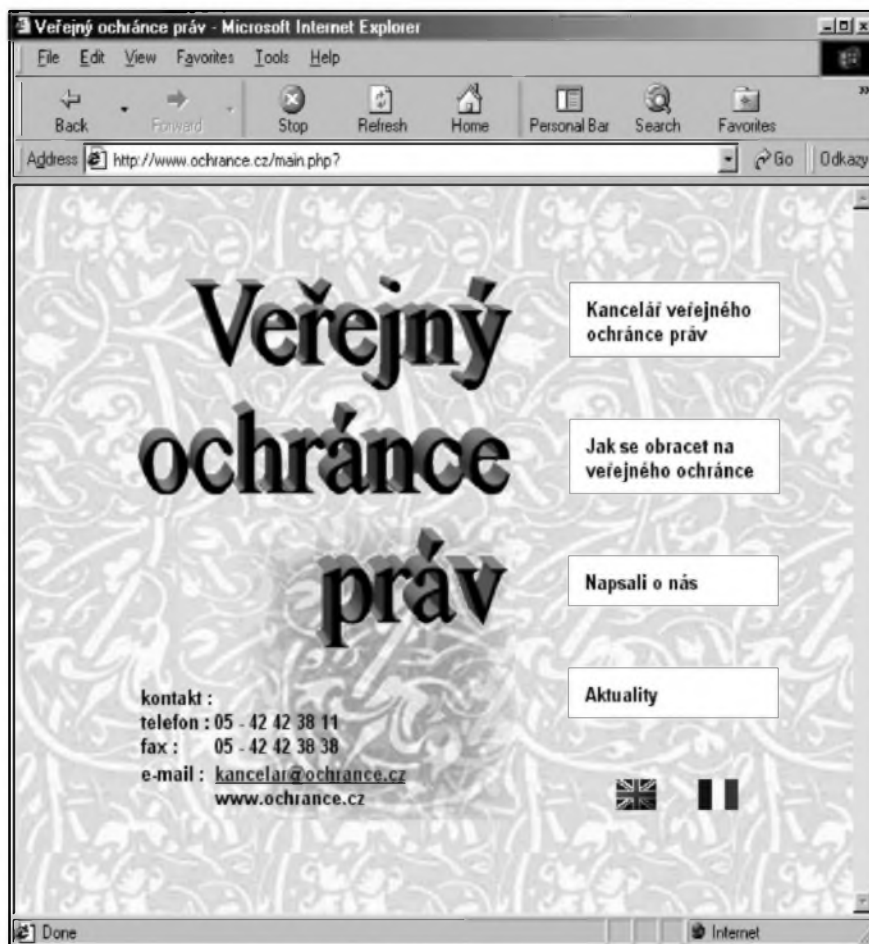 Veřejný ochránce práv - Microsoft Internet Explorer
File Edit View Favorites Tools Help
Back Forward Stop Refresh Home Personal Bar Search Favorites »
Address http://www.ochrance.cz/main.php? Go Odkazy
Veřejný
ochránce
práv
kontakt :
telefon : 05 - 42 42 38 11
fax : 05 - 42 42 38 38
e-mail : kancelar@ochrance.cz
www.ochrance.cz
Kancelář veřejného
ochránce práv
Jak se obracet na
veřejného ochránce
Napsali o nás
Aktuality
Done Internet